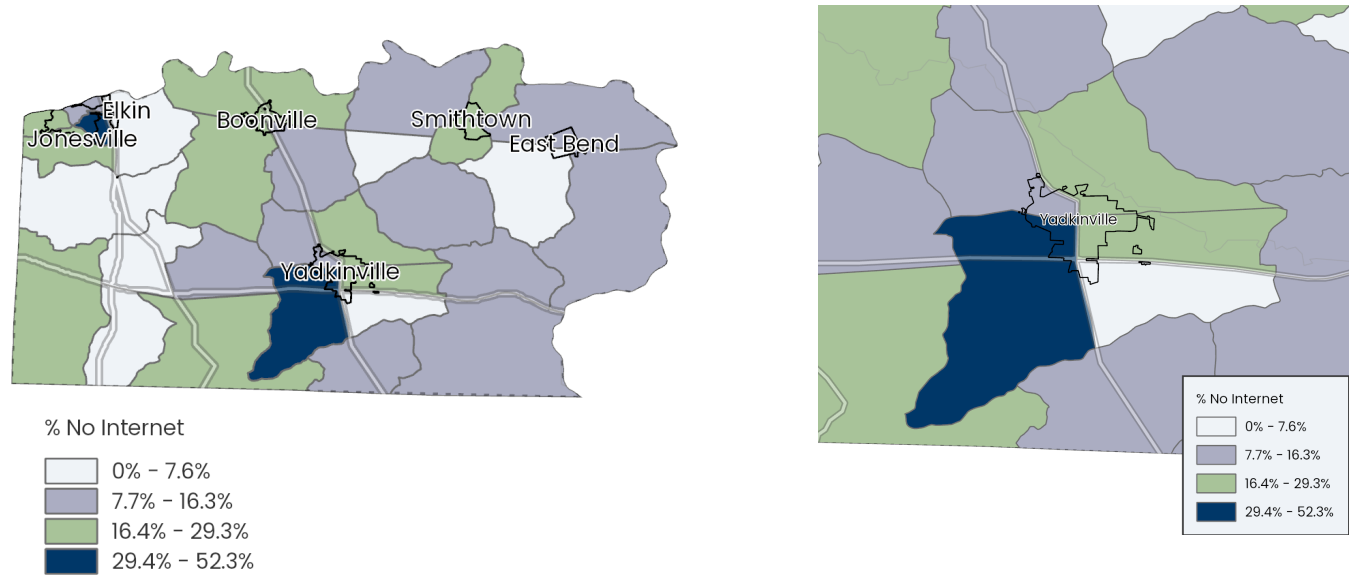 Elkin
Jonesville
Boonville
Smithtown
East Bend
Yadkinville
% No Internet
0% - 7.6%
7.7% - 16.3%
16.4% - 29.3%
29.4% - 52.3%
Yadkinville
% No Internet
0% - 7.6%
7.7% - 16.3%
16.4% - 29.3%
29.4% - 52.3%